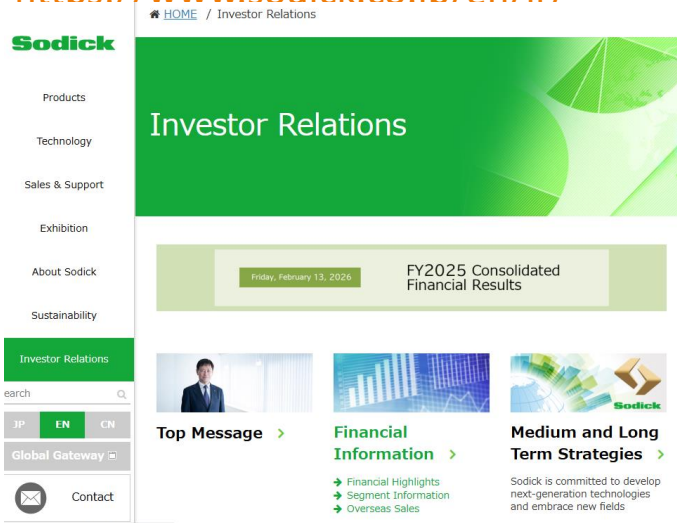 HOME / Investor Relations
Sodick
Products
Technology
Sales & Support
Exhibition
About Sodick
Sustainability
Investor Relations
earch
JP EN CN
Global Gateway
Contact
Investor Relations
Friday, February 13, 2026
FY2025 Consolidated
Financial Results
Top Message
Financial
Information
Financial Highlights
Segment Information
Overseas Sales
Sodick
Medium and Long
Term Strategies
Sodick is committed to develop
next-generation technologies
and embrace new fields